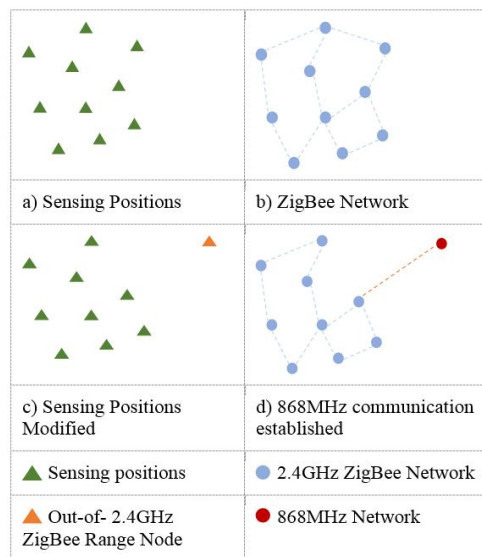 a) Sensing Positions
b) ZigBee Network
c) Sensing Positions
Modified
d) 868MHz communication
established
Sensing positions
2.4GHz ZigBee Network
Out-of- 2.4GHz
ZigBee Range Node
868MHz Network